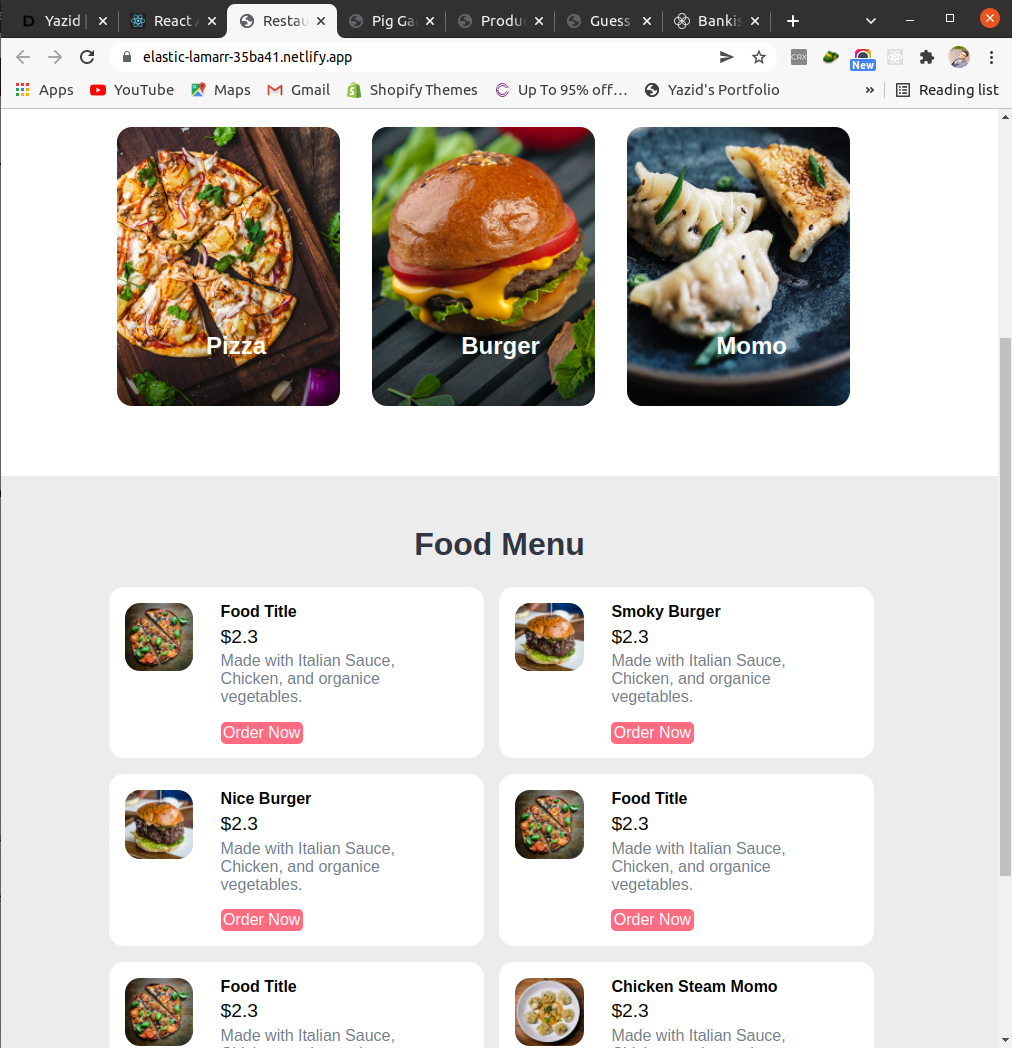 Yazid |
React A
Restau
Pig Ga
Produ
Guess
Bankis
elastic-lamarr-35ba41.netlify.app
CRX
New
Apps
YouTube
Maps
Gmail
Shopify Themes
Up To 95% off…
Yazid's Portfolio
»
Reading list
Pizza
Burger
Momo
Food Menu
Food Title
$2.3
Made with Italian Sauce,
Chicken, and organice
vegetables.
Order Now
Smoky Burger
$2.3
Made with Italian Sauce,
Chicken, and organice
vegetables.
Order Now
Nice Burger
$2.3
Made with Italian Sauce,
Chicken, and organice
vegetables.
Order Now
Food Title
$2.3
Made with Italian Sauce,
Chicken, and organice
vegetables.
Order Now
Food Title
$2.3
Made with Italian Sauce,
Chicken Steam Momo
$2.3
Made with Italian Sauce,